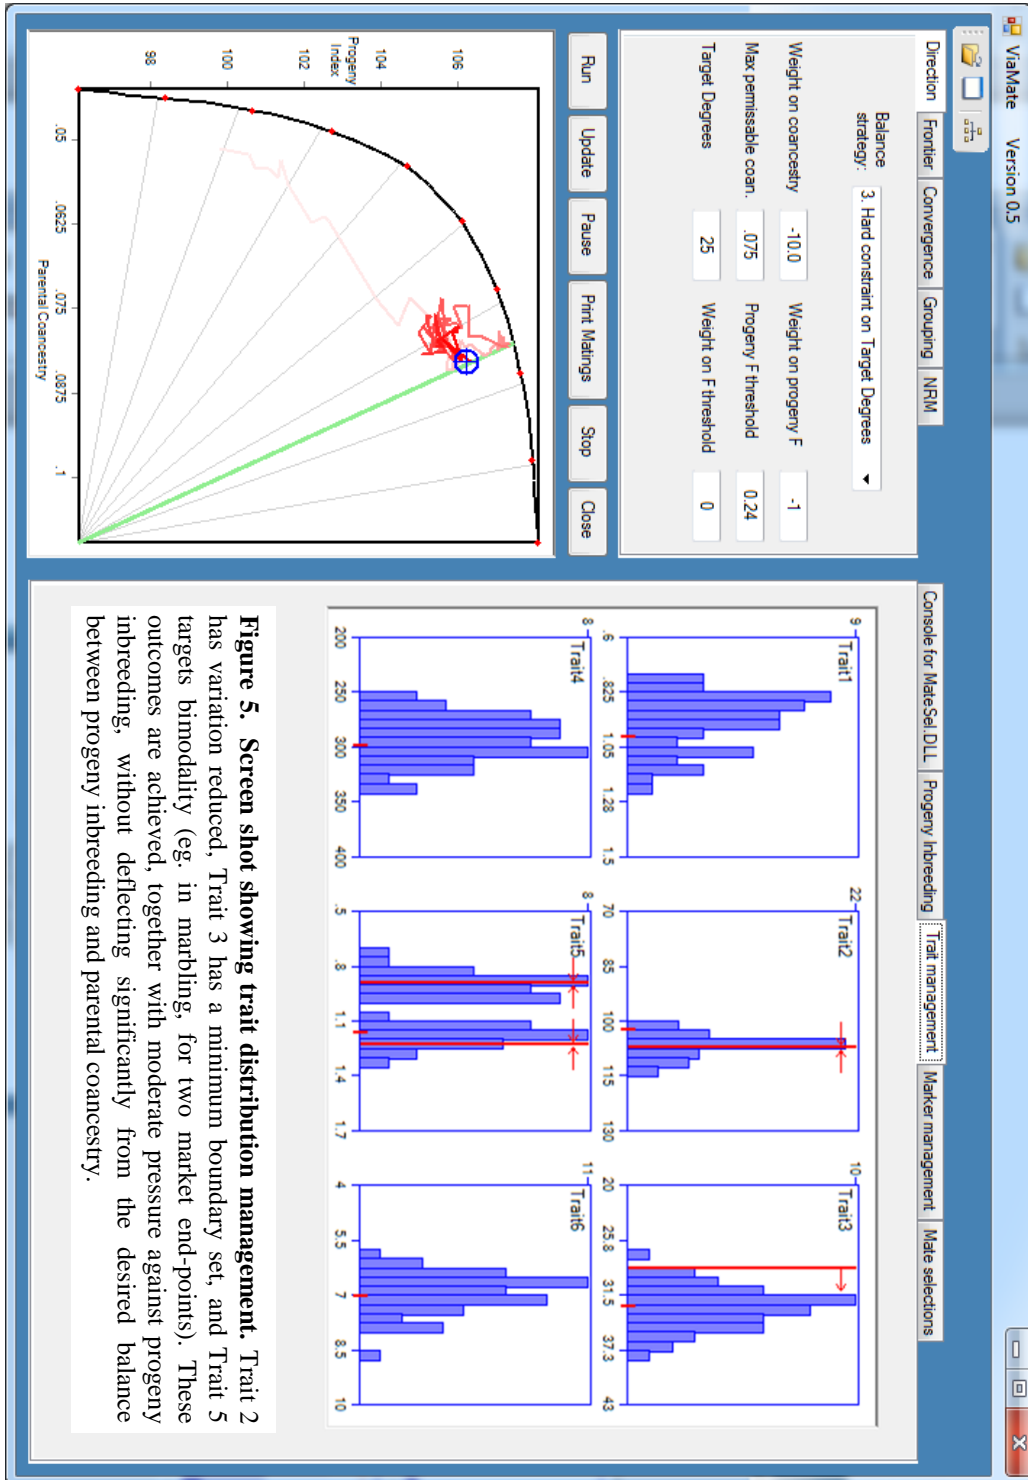 ViaMate Version 0.5
Direction Frontier Convergence Grouping NRM
Balance
strategy: 3. Hard constraint on Target Degrees
Weight on coancestry -10.0 Weight on progeny F -1
Max permissable coan. .075 Progeny F threshold 0.24
Target Degrees 25 Weight on F threshold 0
Run Update Pause Print Matings Stop Close
106
104
Progeny
Index
102
100
98
.05 .0625 .075 .0875 .1
Parental Coancestry
Console for MateSel.DLL Progeny Inbreeding Trait management Marker management Mate selections
9
Trait1
.6 .825 1.05 1.28 1.5
22
Trait2
70 85 100 115 130
10
Trait3
20 25.8 31.5 37.3 43
8
Trait4
200 250 300 350 400
8
Trait5
.5 .8 1.1 1.4 1.7
11
Trait6
4 5.5 7 8.5 10
Figure 5. Screen shot showing trait distribution management. Trait 2
has variation reduced, Trait 3 has a minimum boundary set, and Trait 5
targets bimodality (eg. in marbling, for two market end-points). These
outcomes are achieved, together with moderate pressure against progeny
inbreeding, without deflecting significantly from the desired balance
between progeny inbreeding and parental coancestry.